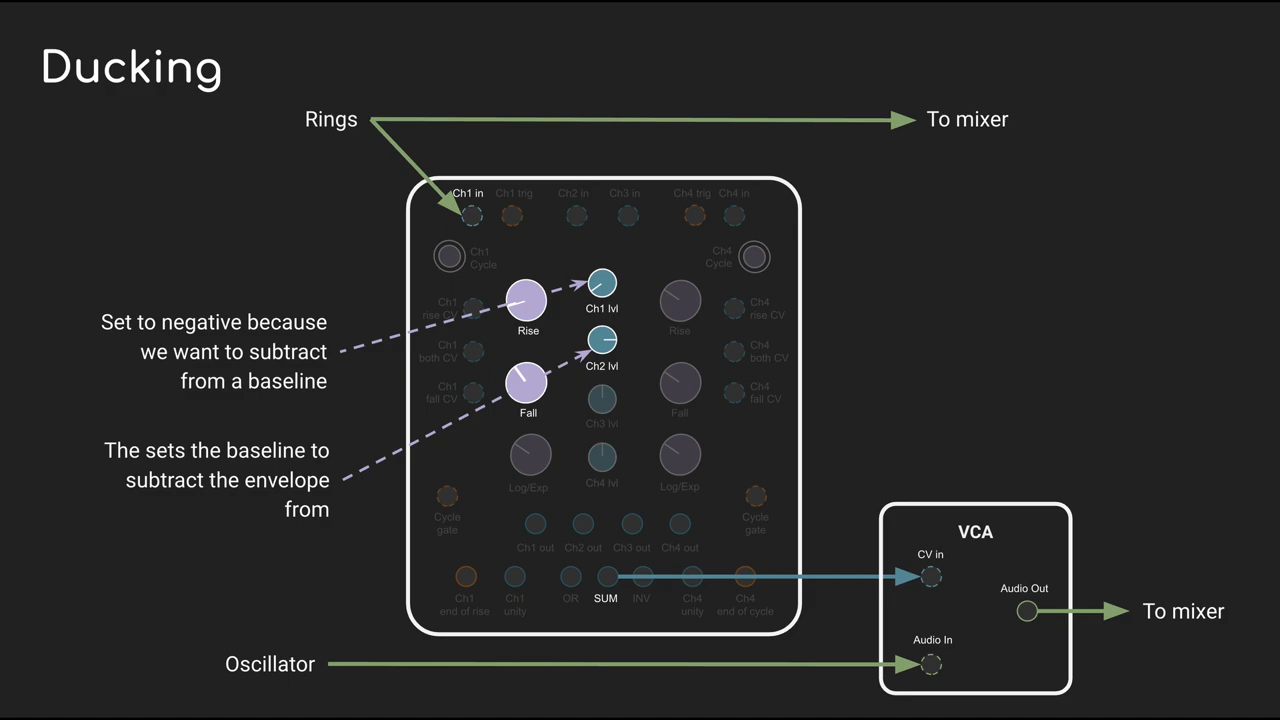 Ducking
Rings
To mixer
Ch1 in
Ch1 trig
Ch2 in
Ch3 in
Ch4 trig
Ch4 in
Ch1
Cycle
Ch4
Cycle
Ch1 lvl
Ch1
rise CV
Rise
Rise
Ch4
rise CV
Set to negative because
we want to subtract
from a baseline
Ch1
both CV
Ch2 lvl
Ch4
both CV
Ch1
fall CV
Fall
Ch3 lvl
Fall
Ch4
fall CV
The sets the baseline to
subtract the envelope
from
Log/Exp
Ch4 lvl
Log/Exp
Cycle
gate
Cycle
gate
Ch1 out
Ch2 out
Ch3 out
Ch4 out
Ch1
end of rise
Ch1
unity
OR
SUM
INV
Ch4
unity
Ch4
end of cycle
VCA
CV in
Audio Out
To mixer
Audio In
Oscillator